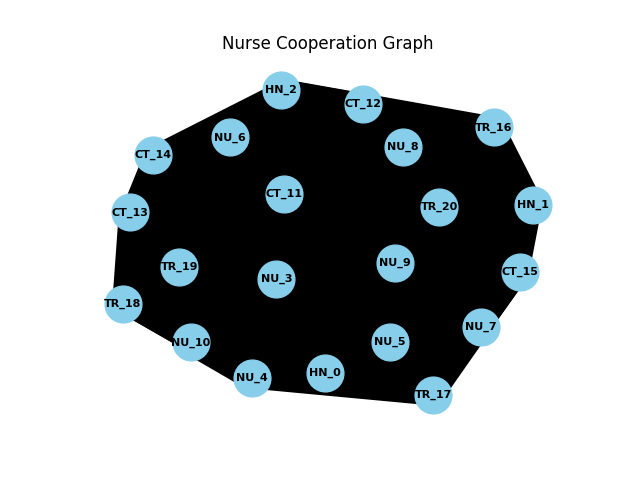 Nurse Cooperation Graph
HN_2
CT_12
TR_16
NU_6
NU_8
CT_14
CT_11
HN_1
TR_20
CT_13
NU_9
TR_19
CT_15
NU_3
TR_18
NU_7
NU_10
NU_5
HN_0
NU_4
TR_17